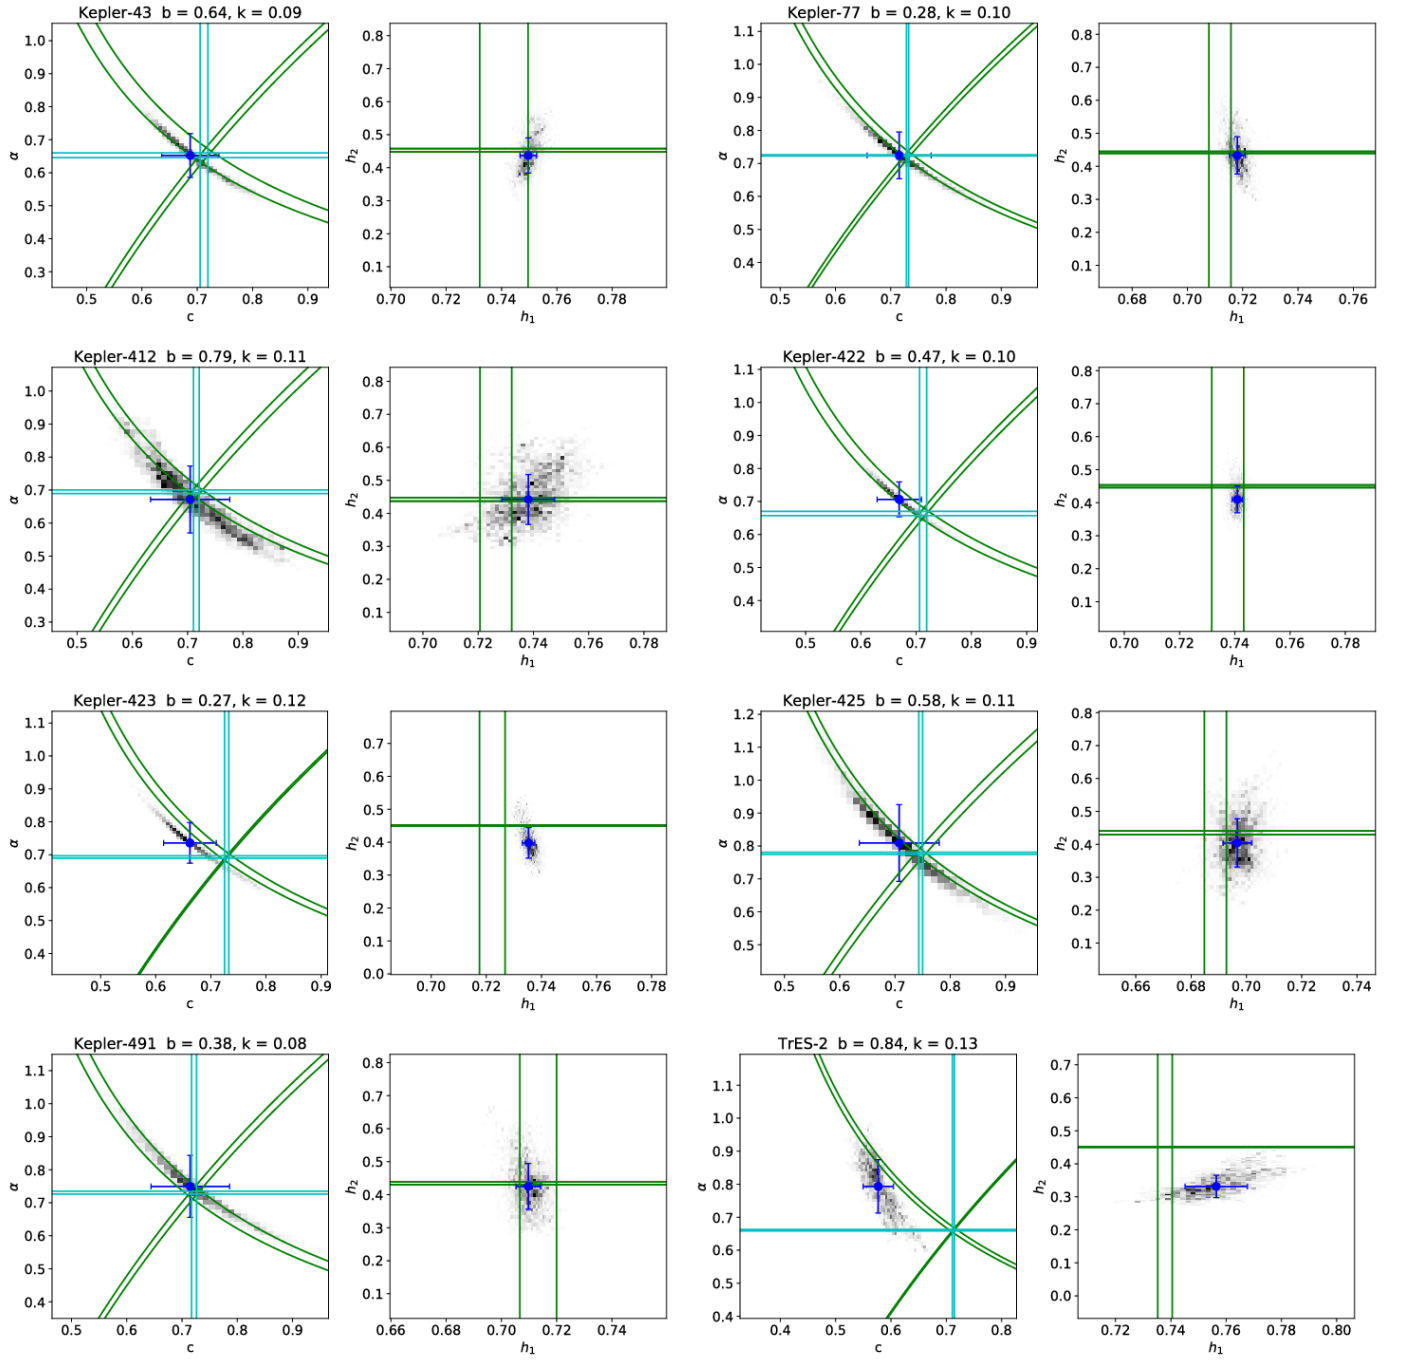 Kepler-43 b = 0.64, k = 0.09
1.0
0.9
0.8
0.7
0.6
0.5
0.4
0.3
α
0.5 0.6 0.7 0.8 0.9
c
0.8
0.7
0.6
0.5
0.4
0.3
0.2
0.1
h₂
0.70 0.72 0.74 0.76 0.78
h₁
Kepler-77 b = 0.28, k = 0.10
1.1
1.0
0.9
0.8
0.7
0.6
0.5
0.4
α
0.5 0.6 0.7 0.8 0.9
c
0.8
0.7
0.6
0.5
0.4
0.3
0.2
0.1
h₂
0.68 0.70 0.72 0.74 0.76
h₁
Kepler-412 b = 0.79, k = 0.11
1.0
0.9
0.8
0.7
0.6
0.5
0.4
0.3
α
0.5 0.6 0.7 0.8 0.9
c
0.8
0.7
0.6
0.5
0.4
0.3
0.2
0.1
h₂
0.70 0.72 0.74 0.76 0.78
h₁
Kepler-422 b = 0.47, k = 0.10
1.1
1.0
0.9
0.8
0.7
0.6
0.5
0.4
α
0.5 0.6 0.7 0.8 0.9
c
0.8
0.7
0.6
0.5
0.4
0.3
0.2
0.1
h₂
0.70 0.72 0.74 0.76 0.78
h₁
Kepler-423 b = 0.27, k = 0.12
1.1
1.0
0.9
0.8
0.7
0.6
0.5
0.4
α
0.5 0.6 0.7 0.8 0.9
c
0.7
0.6
0.5
0.4
0.3
0.2
0.1
0.0
h₂
0.70 0.72 0.74 0.76 0.78
h₁
Kepler-425 b = 0.58, k = 0.11
1.2
1.1
1.0
0.9
0.8
0.7
0.6
0.5
α
0.5 0.6 0.7 0.8 0.9
c
0.8
0.7
0.6
0.5
0.4
0.3
0.2
0.1
h₂
0.66 0.68 0.70 0.72 0.74
h₁
Kepler-491 b = 0.38, k = 0.08
1.1
1.0
0.9
0.8
0.7
0.6
0.5
0.4
α
0.5 0.6 0.7 0.8 0.9
c
0.8
0.7
0.6
0.5
0.4
0.3
0.2
0.1
h₂
0.66 0.68 0.70 0.72 0.74
h₁
TrES-2 b = 0.84, k = 0.13
1.1
1.0
0.9
0.8
0.7
0.6
0.5
0.4
α
0.4 0.5 0.6 0.7 0.8
c
0.7
0.6
0.5
0.4
0.3
0.2
0.1
0.0
h₂
0.72 0.74 0.76 0.78 0.80
h₁